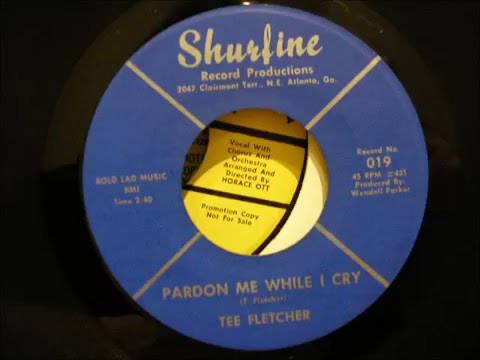 Shurfine
Record Productions
2047 Clairmont Terr., N.E. Atlanta, Ga.
BOLD LAD MUSIC
BMI
Time 2:40
Vocal With
Chorus And
Orchestra
Arranged And
Directed By
HORACE OTT
Promotion Copy
Not For Sale
Record No.
019
45 RPM
Produced By:
Wendell Parker
PARDON ME WHILE I CRY
(T. Fletcher)
TEE FLETCHER